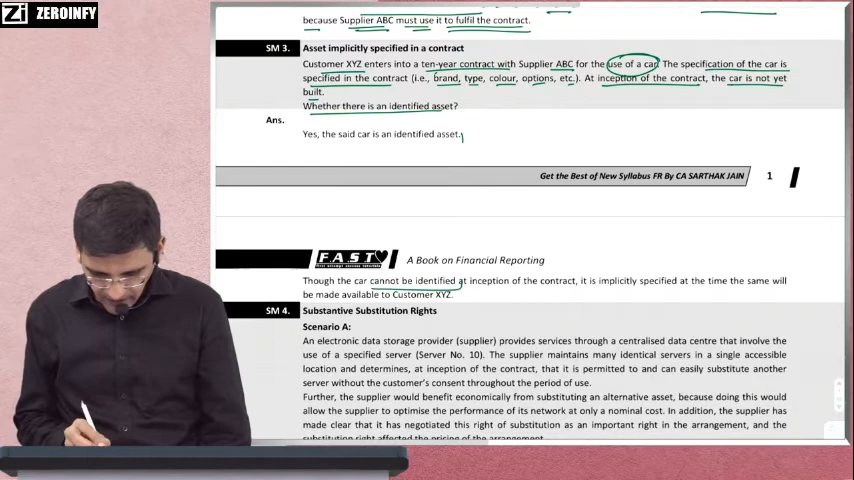 Zi ZEROINFY
because Supplier ABC must use it to fulfil the contract.
SM 3. Asset implicitly specified in a contract
Customer XYZ enters into a ten-year contract with Supplier ABC for the use of a car. The specification of the car is
specified in the contract (i.e., brand, type, colour, options, etc.). At inception of the contract, the car is not yet
built.
Whether there is an identified asset?
Ans.
Yes, the said car is an identified asset.
Get the Best of New Syllabus FR By CA SARTHAK JAIN 1
FAST A Book on Financial Reporting
Though the car cannot be identified at inception of the contract, it is implicitly specified at the time the same will
be made available to Customer XYZ.
SM 4. Substantive Substitution Rights
Scenario A:
An electronic data storage provider (supplier) provides services through a centralised data centre that involve the
use of a specified server (Server No. 10). The supplier maintains many identical servers in a single accessible
location and determines, at inception of the contract, that it is permitted to and can easily substitute another
server without the customer's consent throughout the period of use.
Further, the supplier would benefit economically from substituting an alternative asset, because doing this would
allow the supplier to optimise the performance of its network at only a nominal cost. In addition, the supplier has
made clear that it has negotiated this right of substitution as an important right in the arrangement, and the
substitution right affected the pricing of the arrangement.